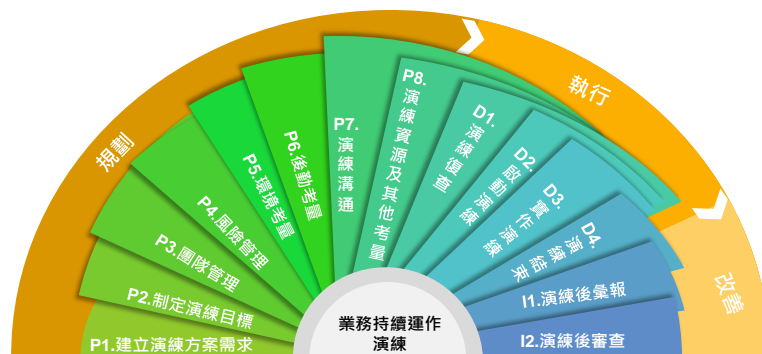 規劃
執行
改善
P1.建立演練方案需求
P2.制定演練目標
P3.團隊管理
P4.風險管理
P5.環境考量
P6.後勤考量
P7.演練溝通
P8.演練資源及其他考量
D1.演練復查
D2.啟動演練
D3.實作演練
D4.演練結束
I1.演練後彙報
I2.演練後審查
業務持續運作
演練